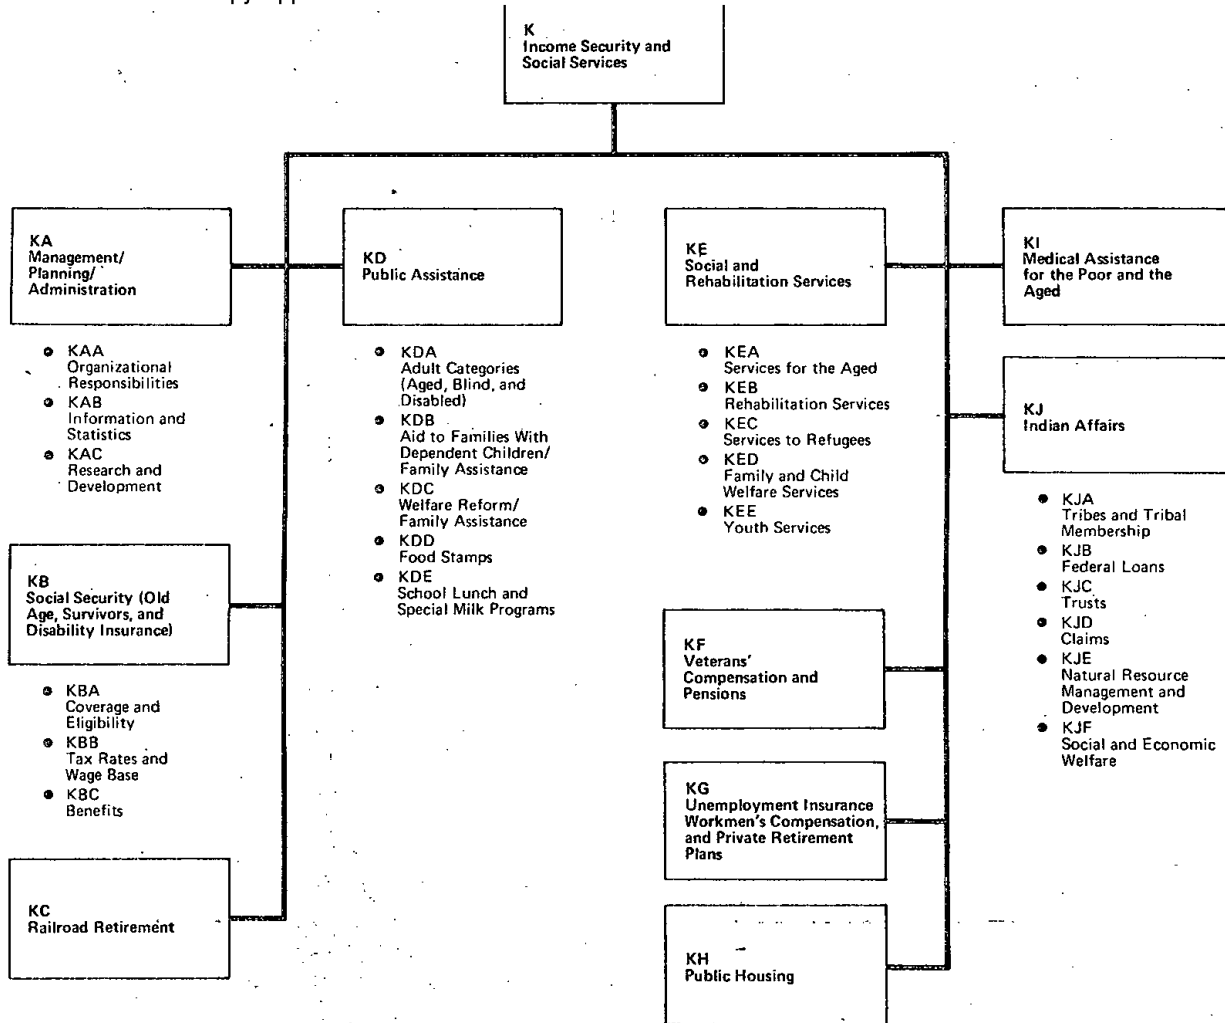 K
Income Security and
Social Services
KA
Management/
Planning/
Administration
KAA
Organizational
Responsibilities
KAB
Information and
Statistics
KAC
Research and
Development
KB
Social Security (Old
Age, Survivors, and
Disability Insurance)
KBA
Coverage and
Eligibility
KBB
Tax Rates and
Wage Base
KBC
Benefits
KC
Railroad Retirement
KD
Public Assistance
KDA
Adult Categories
(Aged, Blind, and
Disabled)
KDB
Aid to Families With
Dependent Children/
Family Assistance
KDC
Welfare Reform/
Family Assistance
KDD
Food Stamps
KDE
School Lunch and
Special Milk Programs
KE
Social and
Rehabilitation Services
KEA
Services for the Aged
KEB
Rehabilitation Services
KEC
Services to Refugees
KED
Family and Child
Welfare Services
KEE
Youth Services
KF
Veterans'
Compensation and
Pensions
KG
Unemployment Insurance
Workmen's Compensation,
and Private Retirement
Plans
KH
Public Housing
KI
Medical Assistance
for the Poor and the
Aged
KJ
Indian Affairs
KJA
Tribes and Tribal
Membership
KJB
Federal Loans
KJC
Trusts
KJD
Claims
KJE
Natural Resource
Management and
Development
KJF
Social and Economic
Welfare